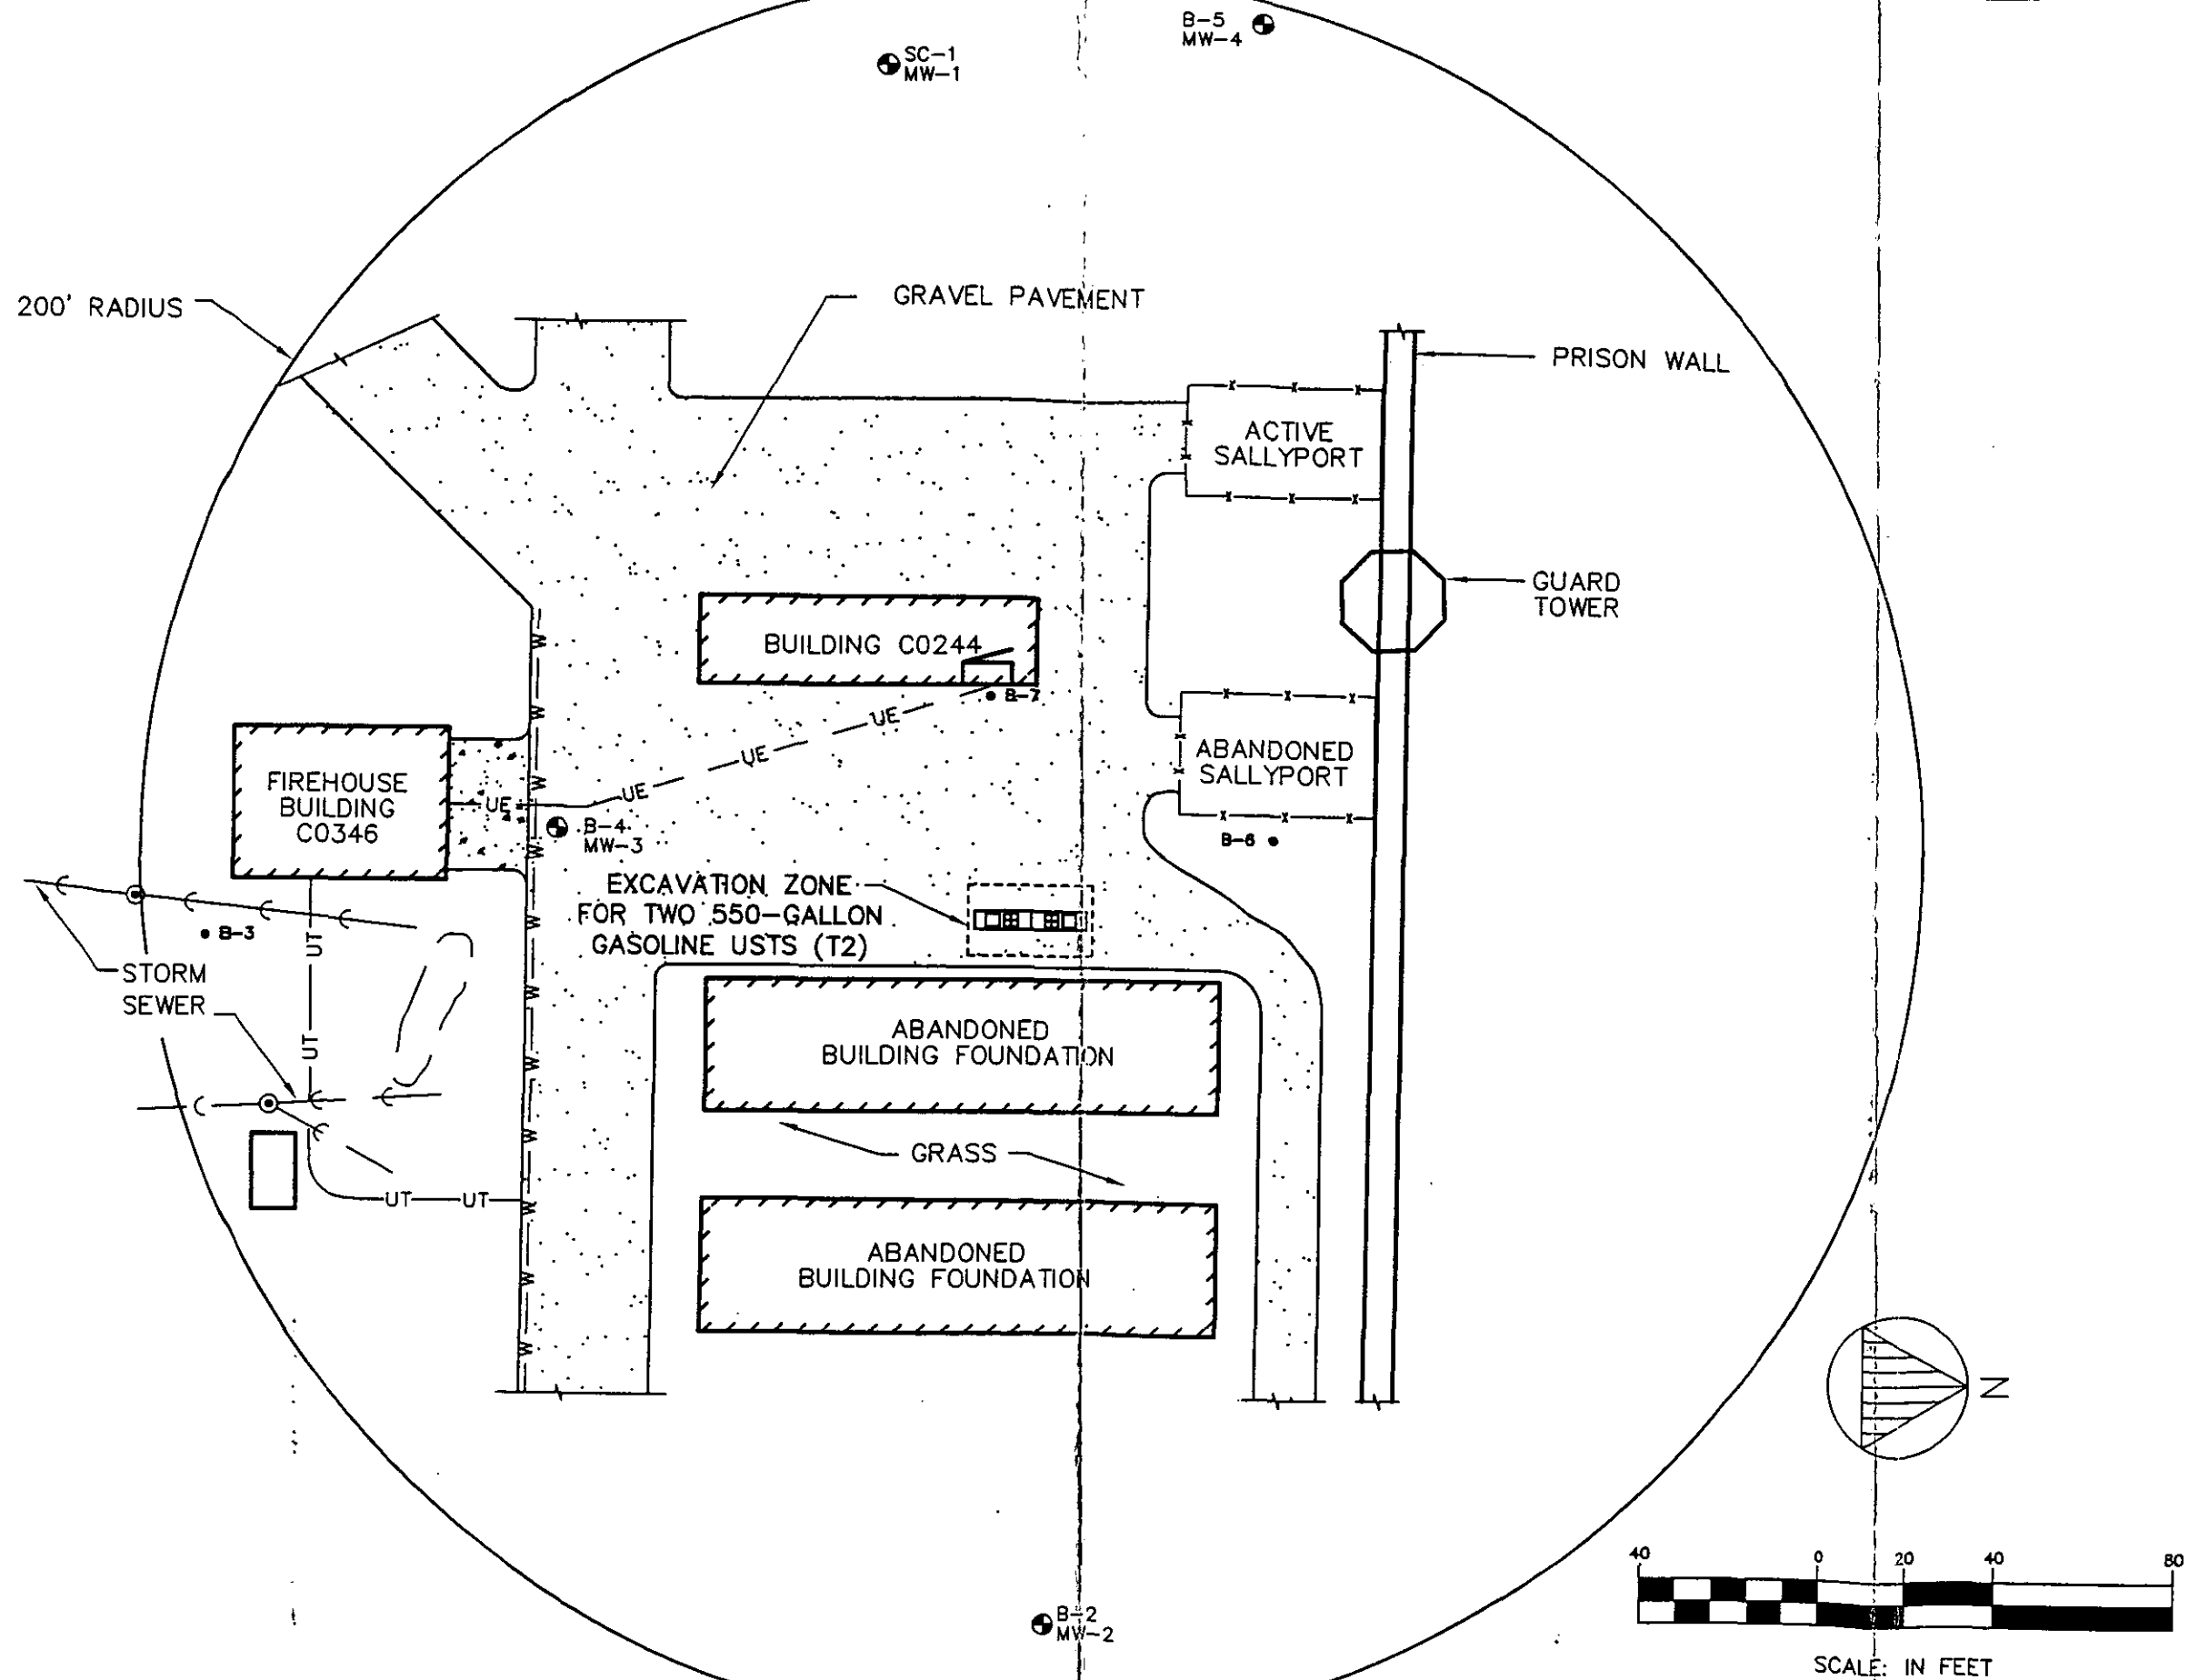 B-5
MW-4
SC-1
MW-1
200' RADIUS
GRAVEL PAVEMENT
PRISON WALL
ACTIVE
SALLYPORT
GUARD
TOWER
BUILDING C0244
B-7
UE
UE
UE
UE
ABANDONED
SALLYPORT
FIREHOUSE
BUILDING
C0346
B-4
MW-3
B-6
EXCAVATION ZONE
FOR TWO 550-GALLON
GASOLINE USTS (T2)
B-3
UT
STORM
SEWER
UT
ABANDONED
BUILDING FOUNDATION
GRASS
UT
UT
ABANDONED
BUILDING FOUNDATION
W
W
W
W
W
W
W
W
W
W
W
N
B-2
MW-2
40 0 20 40 80
SCALE: IN FEET